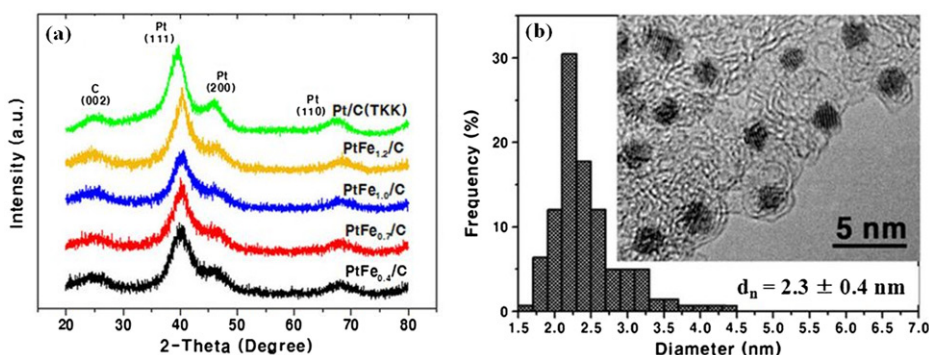 (a)
Pt
(111)
C
(002)
Pt
(200)
Pt
(110)
Pt/C(TKK)
PtFe1.2/C
PtFe1.0/C
PtFe0.7/C
PtFe0.4/C
Intensity (a.u.)
20 30 40 50 60 70 80
2-Theta (Degree)
(b)
Frequency (%)
30
20
10
0
5 nm
dn = 2.3 ± 0.4 nm
1.5 2.0 2.5 3.0 3.5 4.0 4.5 5.0 5.5 6.0 6.5 7.0
Diameter (nm)